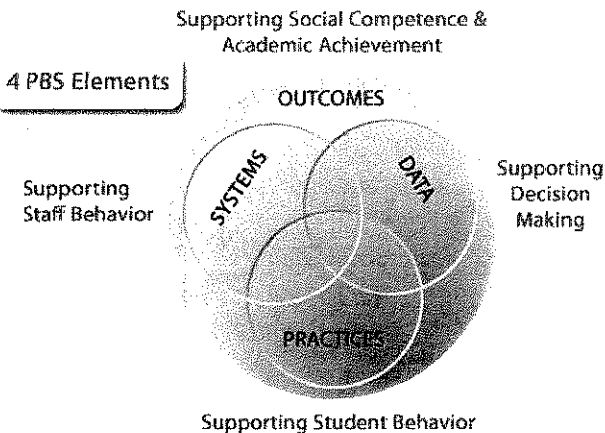 Supporting Social Competence &
Academic Achievement
4 PBS Elements
OUTCOMES
SYSTEMS
DATA
Supporting
Staff Behavior
Supporting
Decision
Making
PRACTICES
Supporting Student Behavior